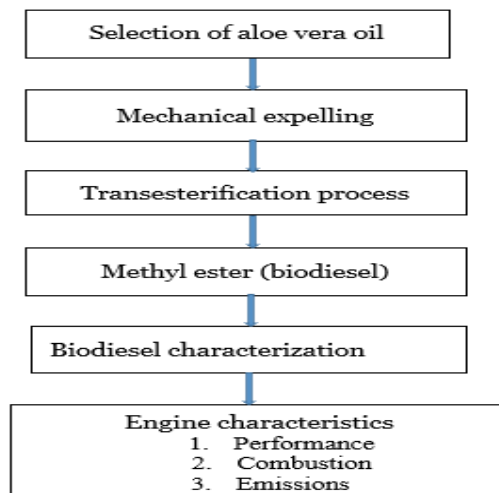 Selection of aloe vera oil
Mechanical expelling
Transesterification process
Methyl ester (biodiesel)
Biodiesel characterization
Engine characteristics
1. Performance
2. Combustion
3. Emissions